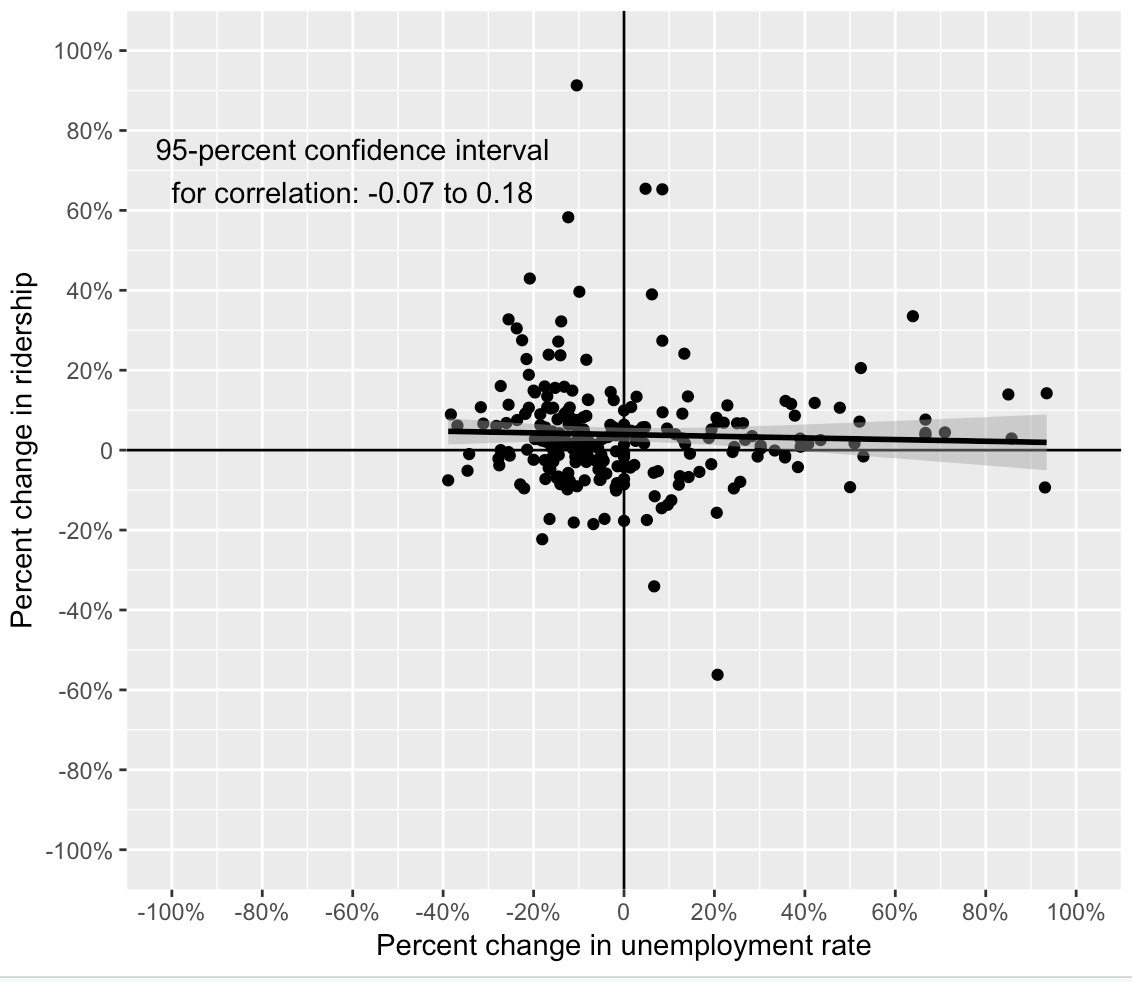 100%
80%
95-percent confidence interval
for correlation: -0.07 to 0.18
60%
40%
20%
0
-20%
-40%
-60%
-80%
-100%
Percent change in ridership
-100% -80% -60% -40% -20% 0 20% 40% 60% 80% 100%
Percent change in unemployment rate